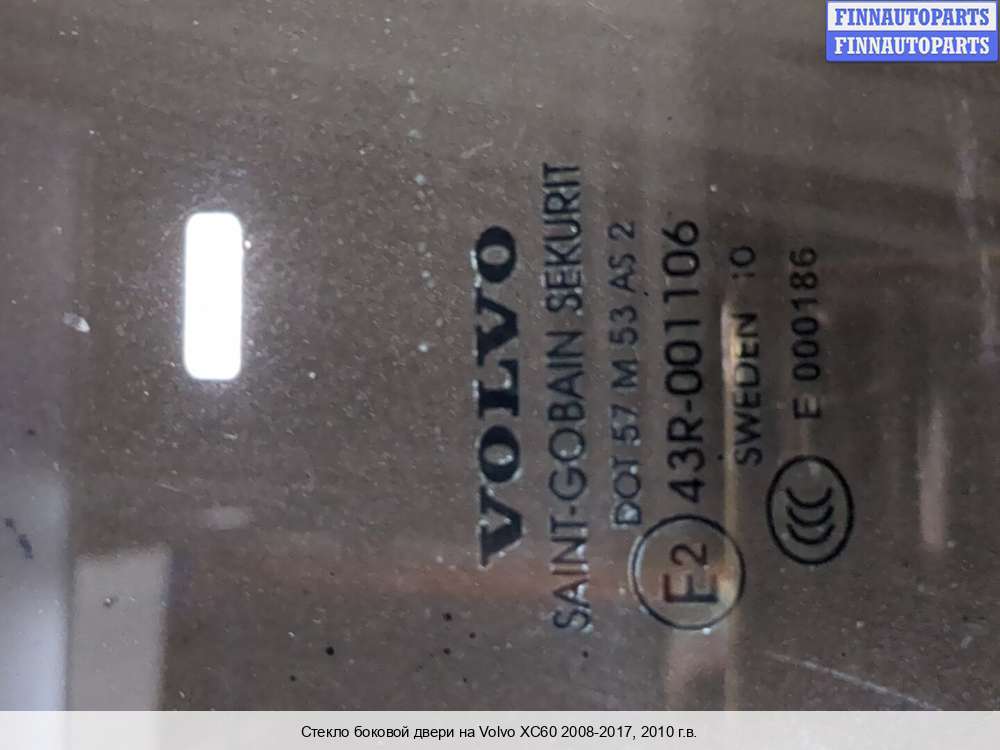 FINNAUTOPARTS
FINNAUTOPARTS
VOLVO
SAINT-GOBAIN SEKURIT
DOT 57 M 53 AS 2
E2 43R-001106
SWEDEN 10
CCC E 000186
Стекло боковой двери на Volvo XC60 2008-2017, 2010 г.в.